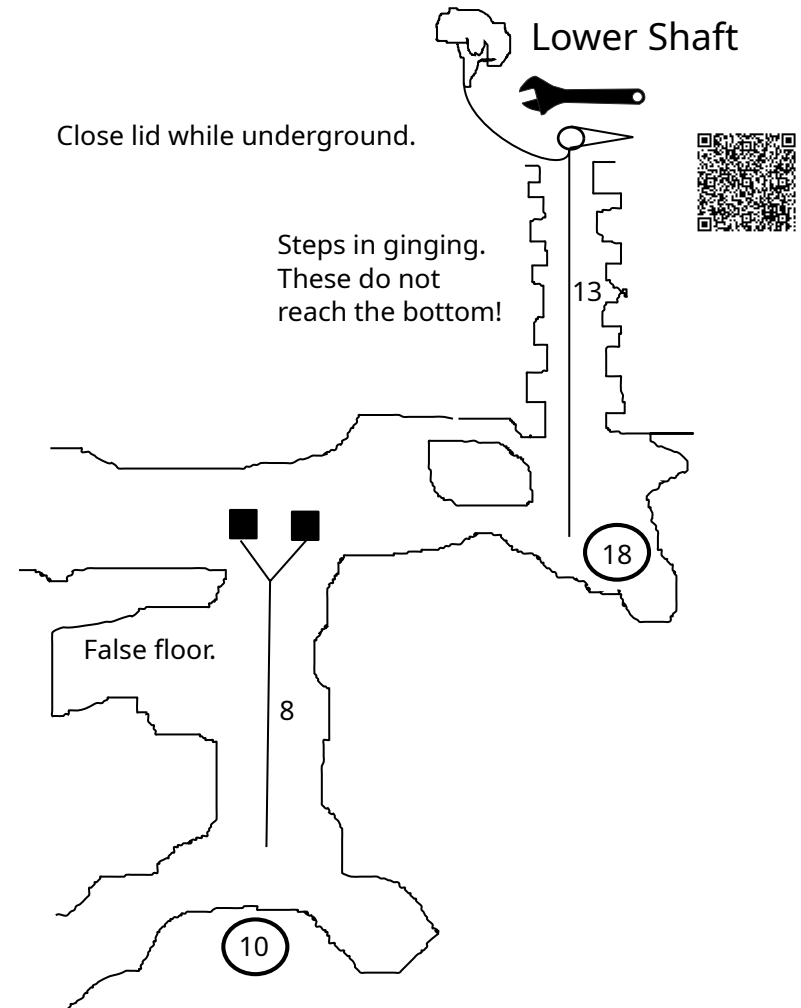 Lower Shaft
Close lid while underground.
Steps in ginging.
These do not
reach the bottom!
13
18
False floor.
8
10